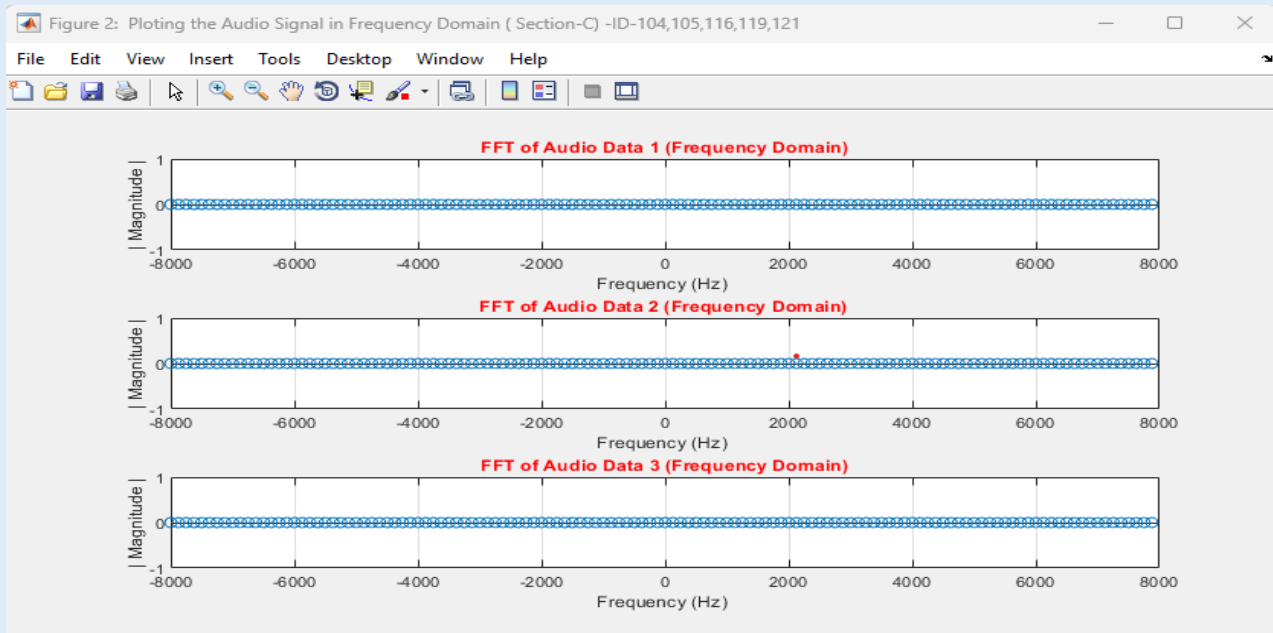 Figure 2: Ploting the Audio Signal in Frequency Domain ( Section-C) -ID-104,105,116,119,121
File Edit View Insert Tools Desktop Window Help
FFT of Audio Data 1 (Frequency Domain)
| Magnitude |
1
0
-1
-8000 -6000 -4000 -2000 0 2000 4000 6000 8000
Frequency (Hz)
FFT of Audio Data 2 (Frequency Domain)
| Magnitude |
1
0
-1
-8000 -6000 -4000 -2000 0 2000 4000 6000 8000
Frequency (Hz)
FFT of Audio Data 3 (Frequency Domain)
| Magnitude |
1
0
-1
-8000 -6000 -4000 -2000 0 2000 4000 6000 8000
Frequency (Hz)